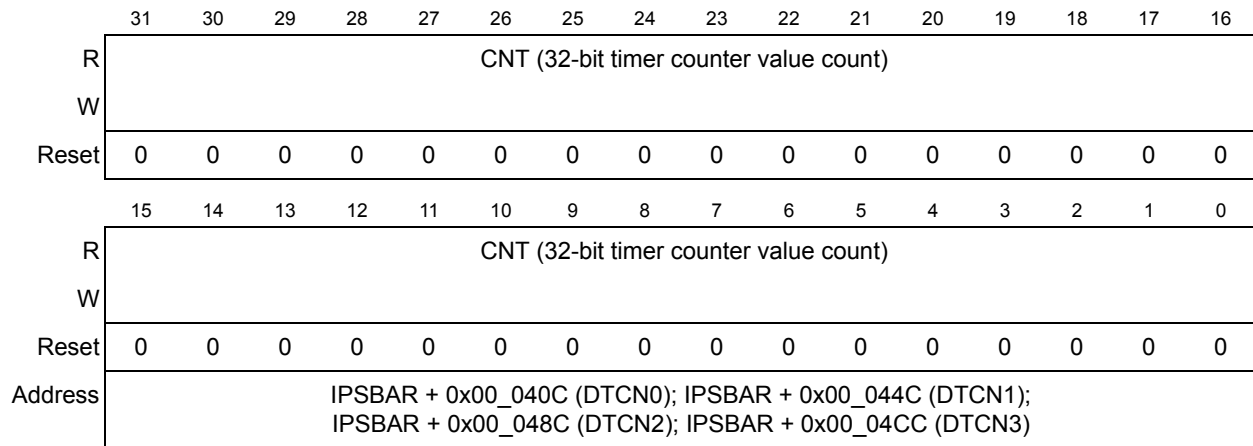 31 30 29 28 27 26 25 24 23 22 21 20 19 18 17 16
R CNT (32-bit timer counter value count)
W
Reset 0 0 0 0 0 0 0 0 0 0 0 0 0 0 0 0
15 14 13 12 11 10 9 8 7 6 5 4 3 2 1 0
R CNT (32-bit timer counter value count)
W
Reset 0 0 0 0 0 0 0 0 0 0 0 0 0 0 0 0
Address IPSBAR + 0x00_040C (DTCN0); IPSBAR + 0x00_044C (DTCN1);
IPSBAR + 0x00_048C (DTCN2); IPSBAR + 0x00_04CC (DTCN3)